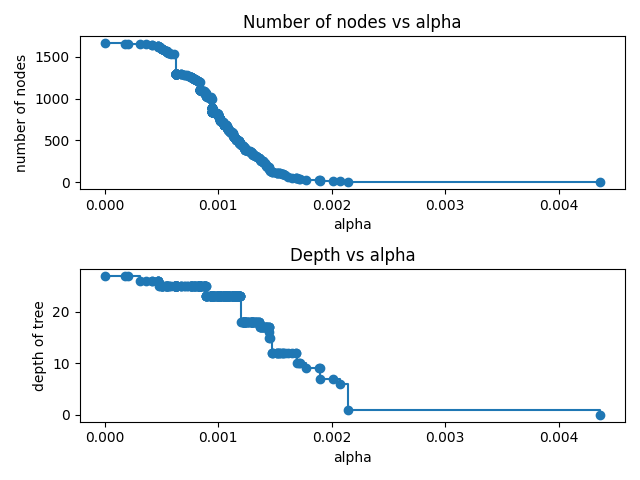 Number of nodes vs alpha
number of nodes
1500
1000
500
0
0.000 0.001 0.002 0.003 0.004
alpha
Depth vs alpha
depth of tree
20
10
0
0.000 0.001 0.002 0.003 0.004
alpha